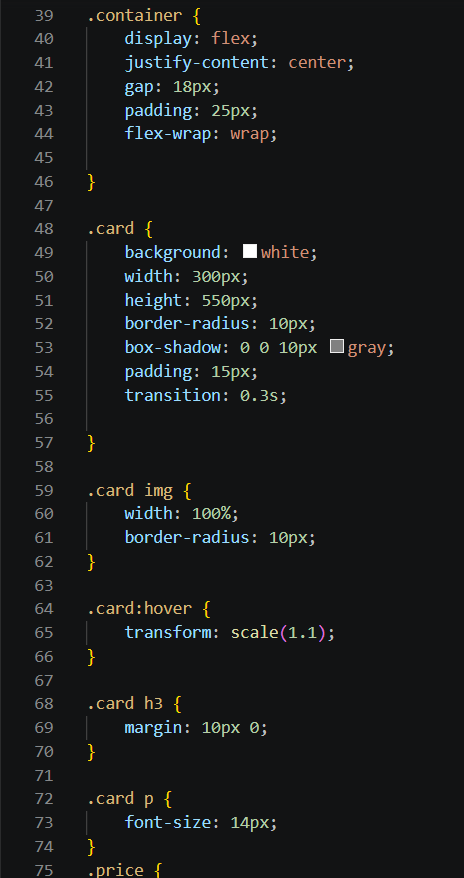 39 .container {
40     display: flex;
41     justify-content: center;
42     gap: 18px;
43     padding: 25px;
44     flex-wrap: wrap;
45
46 }
47
48 .card {
49     background: white;
50     width: 300px;
51     height: 550px;
52     border-radius: 10px;
53     box-shadow: 0 0 10px gray;
54     padding: 15px;
55     transition: 0.3s;
56
57 }
58
59 .card img {
60     width: 100%;
61     border-radius: 10px;
62 }
63
64 .card:hover {
65     transform: scale(1.1);
66 }
67
68 .card h3 {
69     margin: 10px 0;
70 }
71
72 .card p {
73     font-size: 14px;
74 }
75 .price {